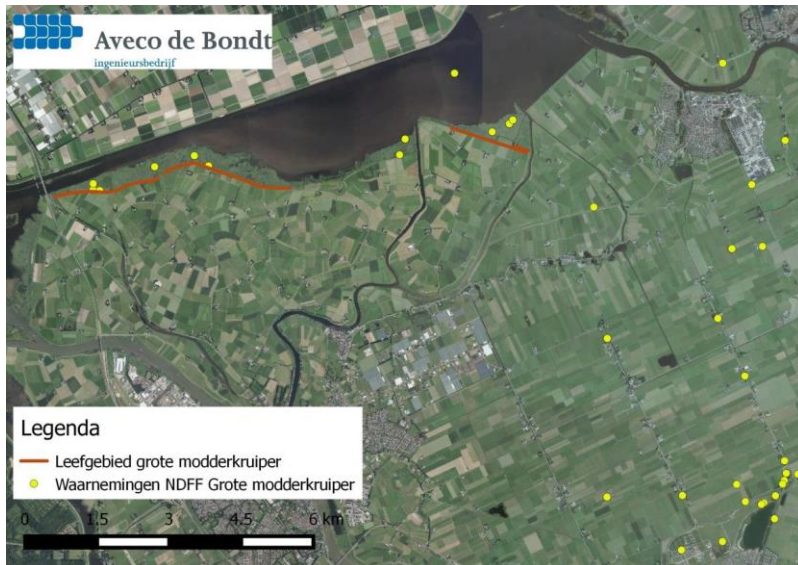 Aveco de Bondt
ingenieursbedrijf
Legenda
Leefgebied grote modderkruiper
Waarnemingen NDFF Grote modderkruiper
0 1.5 3 4.5 6 km